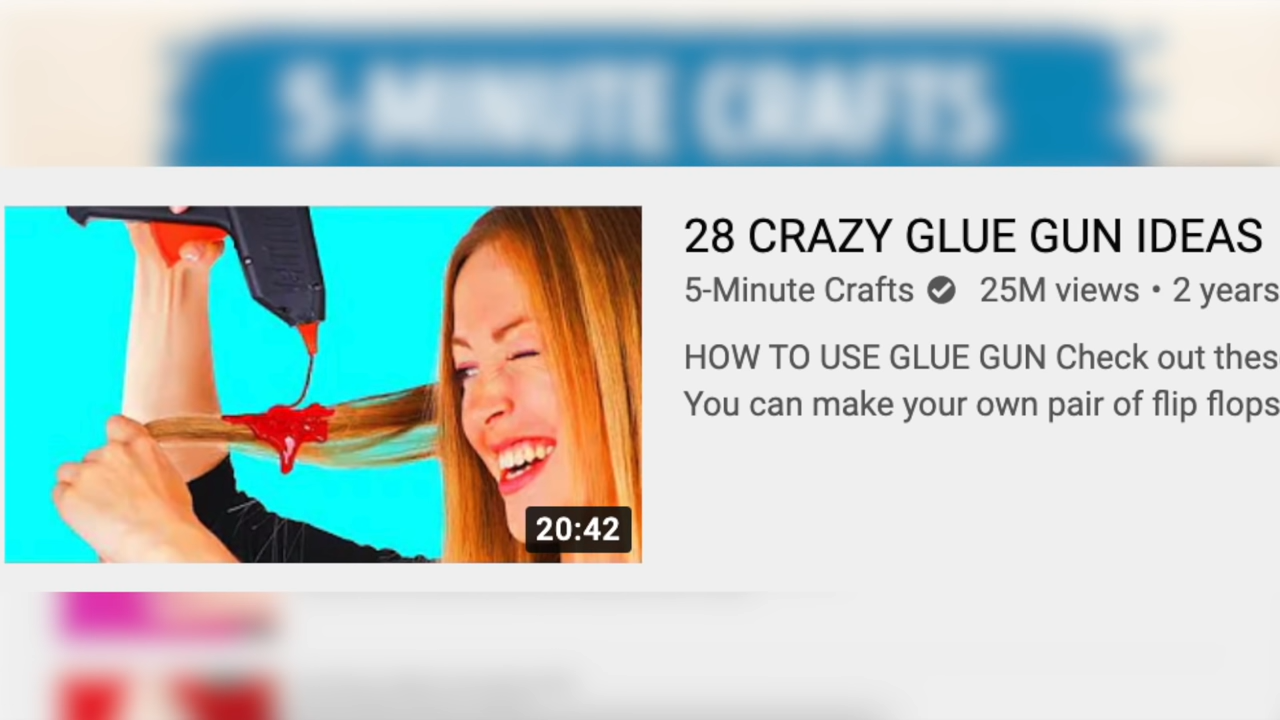 5-MINUTE CRAFTS
28 CRAZY GLUE GUN IDEAS
5-Minute Crafts 25M views • 2 years
HOW TO USE GLUE GUN Check out thes
You can make your own pair of flip flops
20:42